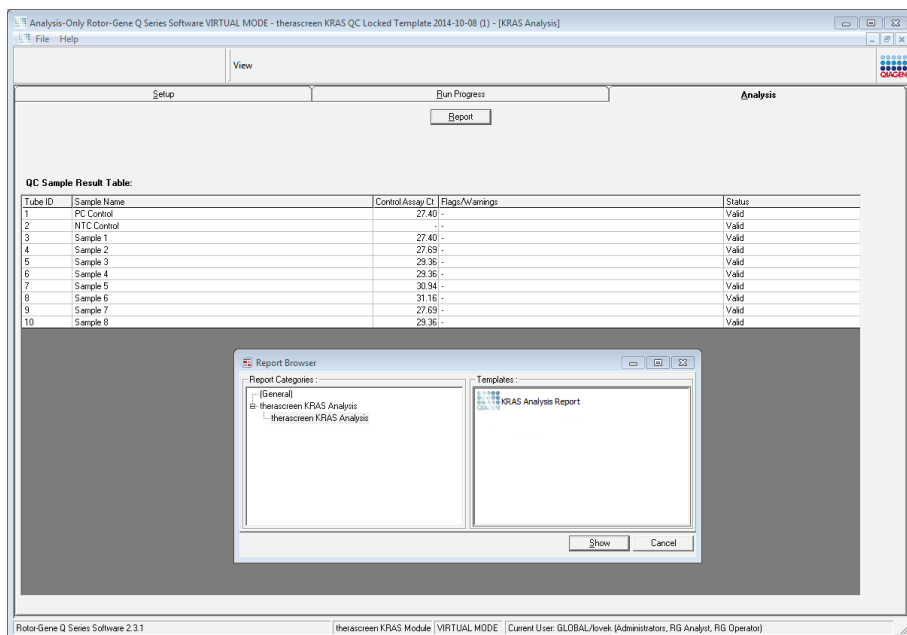 Analysis-Only Rotor-Gene Q Series Software VIRTUAL MODE - therascreen KRAS QC Locked Template 2014-10-08 (1) - [KRAS Analysis]
File Help
View
QIAGEN
Setup Run Progress Analysis
Report
QC Sample Result Table:
Tube ID Sample Name Control Assay Ct Flags/Warnings Status
1 PC Control 27.40 - Valid
2 NTC Control - - Valid
3 Sample 1 27.40 - Valid
4 Sample 2 27.69 - Valid
5 Sample 3 29.36 - Valid
6 Sample 4 29.36 - Valid
7 Sample 5 30.94 - Valid
8 Sample 6 31.16 - Valid
9 Sample 7 27.69 - Valid
10 Sample 8 29.36 - Valid
Report Browser
Report Categories : Templates :
(General)
therascreen KRAS Analysis
therascreen KRAS Analysis
QIAGEN KRAS Analysis Report
Show Cancel
Rotor-Gene Q Series Software 2.3.1 therascreen KRAS Module VIRTUAL MODE Current User: GLOBAL/lovek (Administrators, RG Analyst, RG Operator)